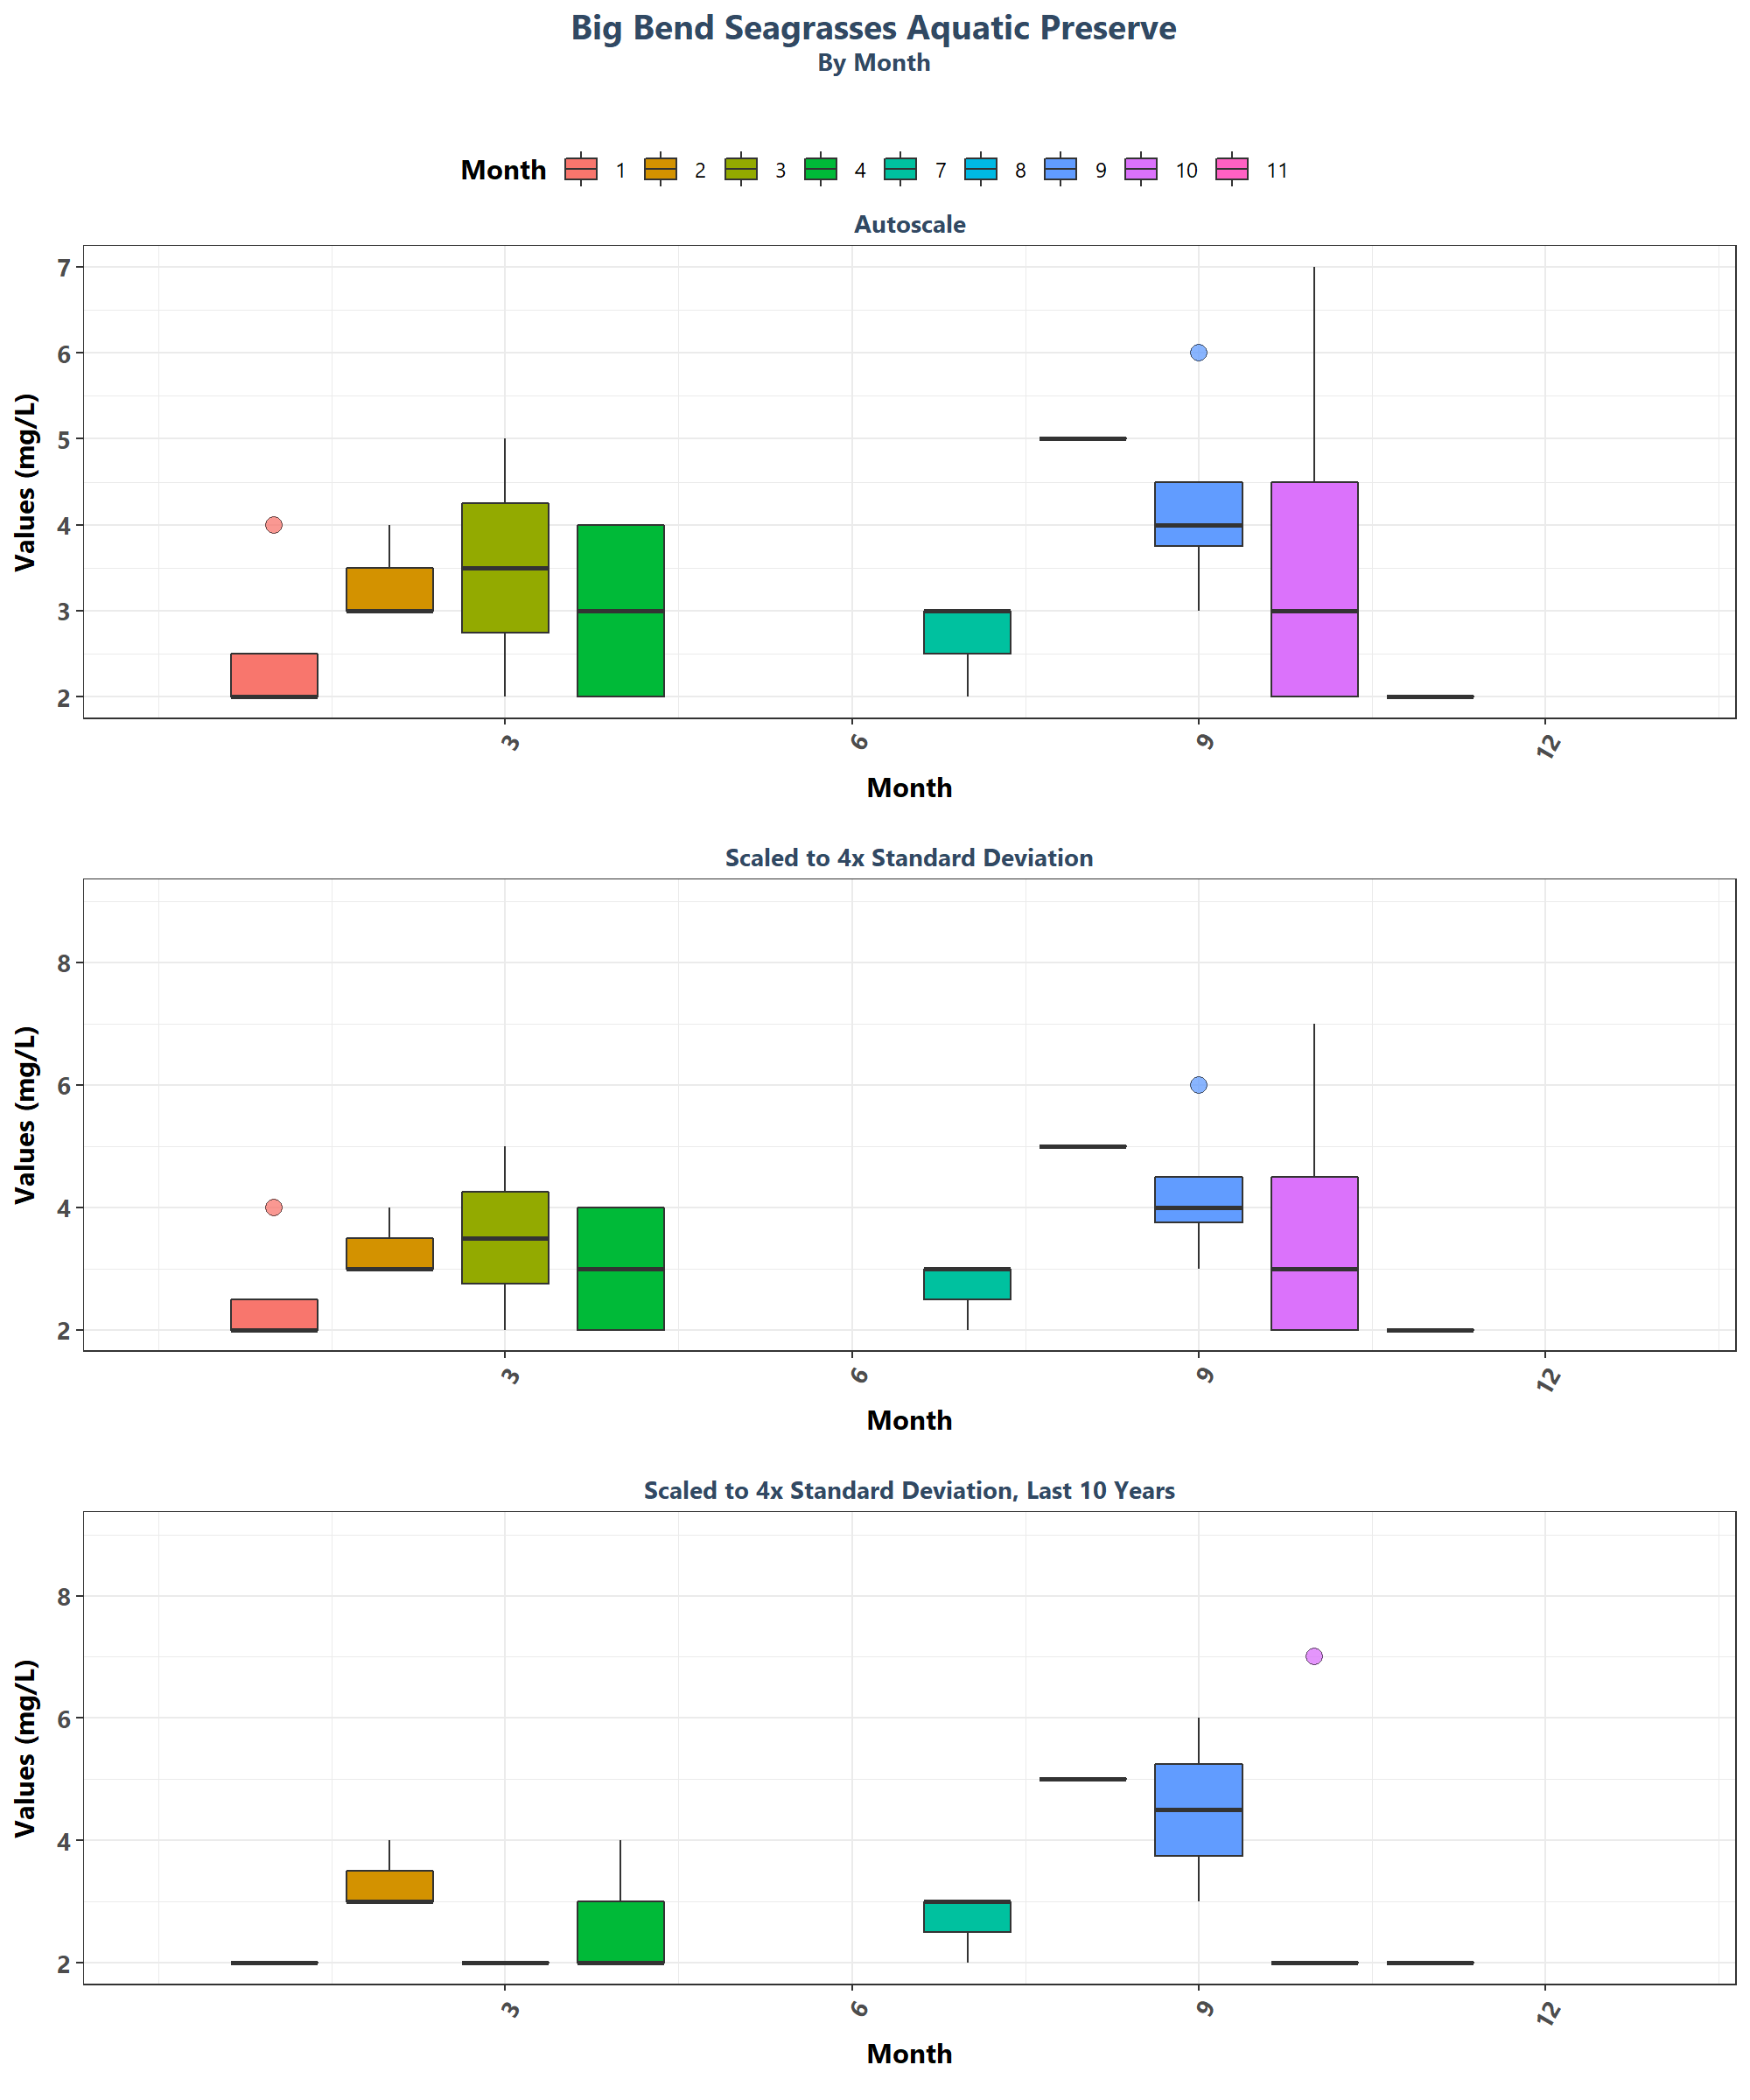 Big Bend Seagrasses Aquatic Preserve
By Month
Month 1 2 3 4 7 8 9 10 11
Autoscale
Values (mg/L)
7
6
5
4
3
2
3 6 9 12
Month
Scaled to 4x Standard Deviation
Values (mg/L)
8
6
4
2
3 6 9 12
Month
Scaled to 4x Standard Deviation, Last 10 Years
Values (mg/L)
8
6
4
2
3 6 9 12
Month